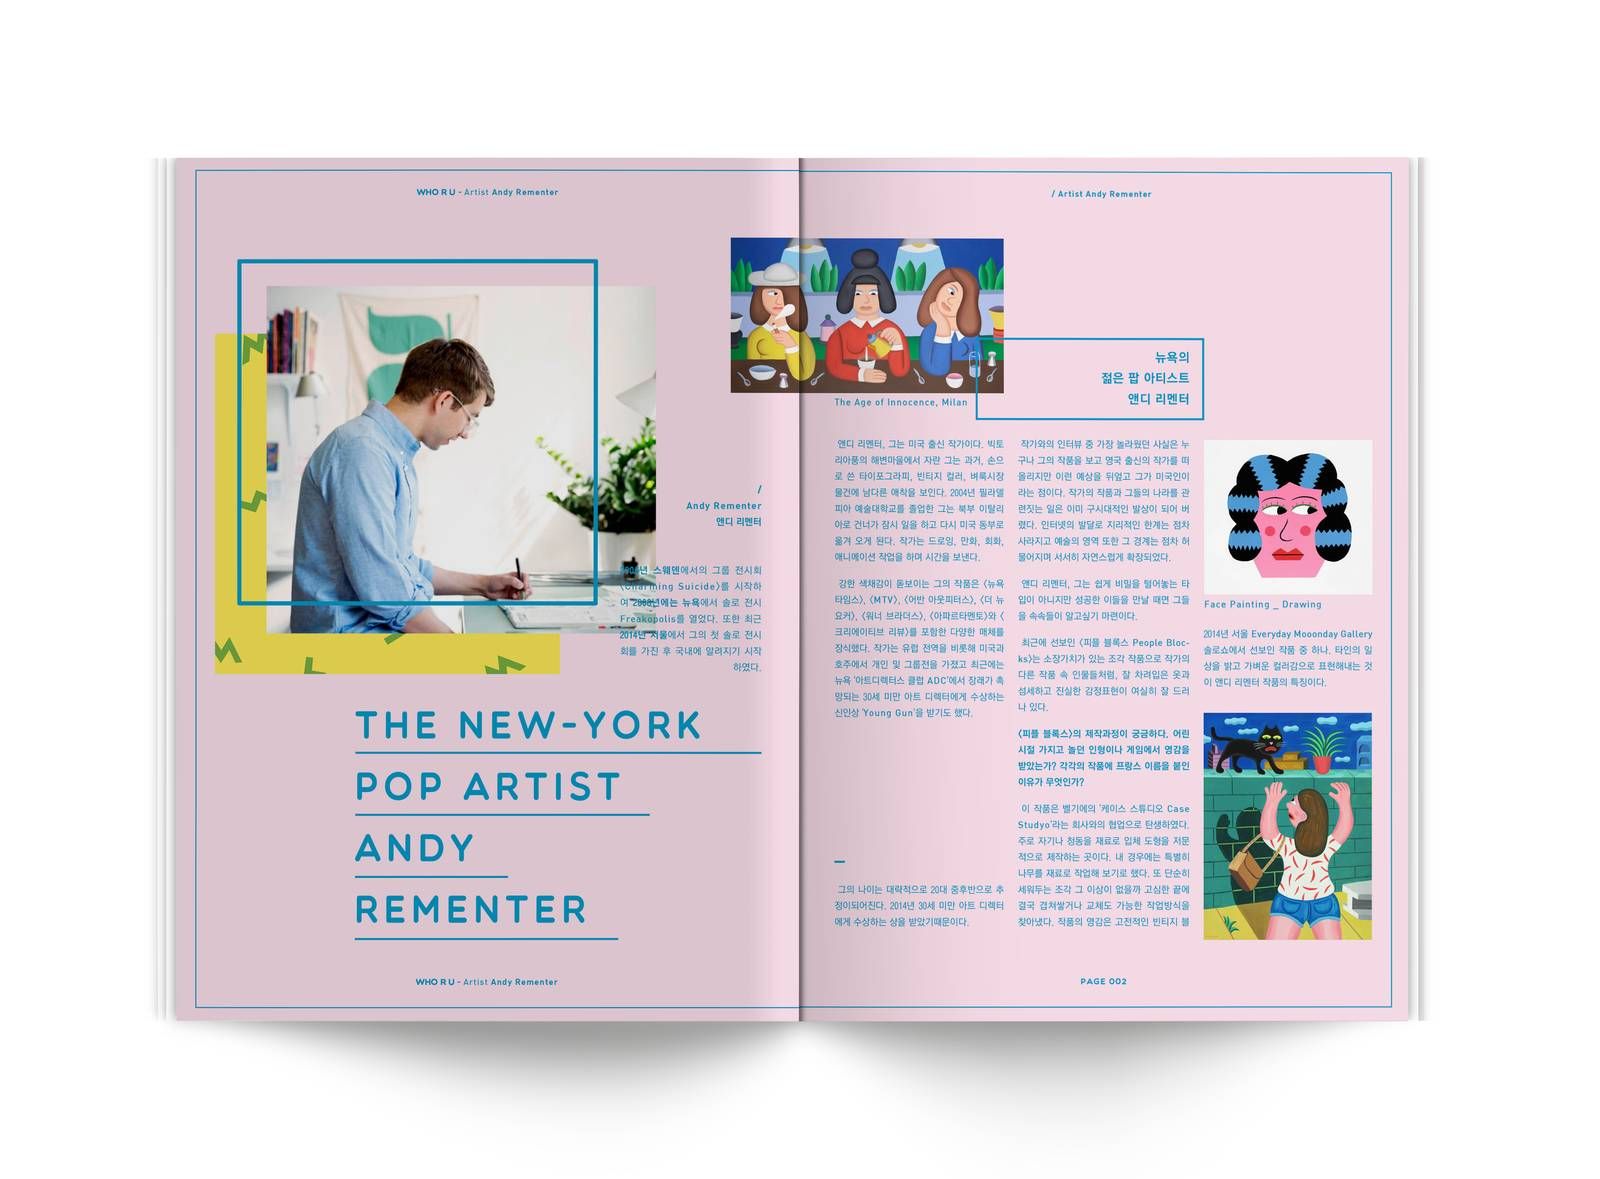 WHO R U - Artist Andy Rementer
/
Andy Rementer
앤디 리멘터
스웨덴에서의 그룹 전시회
〈Charming Suicide〉를 시작하
여 2008년에는 뉴욕에서 솔로 전시
Freakopolis를 열었다. 또한 최근
2014년 서울에서 그의 첫 솔로 전시
회를 가진 후 국내에 알려지기 시작
하였다.
THE NEW-YORK
POP ARTIST
ANDY
REMENTER
WHO R U - Artist Andy Rementer
/ Artist Andy Rementer
The Age of Innocence, Milan
뉴욕의
젊은 팝 아티스트
앤디 리멘터
앤디 리멘터, 그는 미국 출신 작가이다. 빅토
리아풍의 해변마을에서 자란 그는 과거, 손으
로 쓴 타이포그라피, 빈티지 컬러, 벼룩시장
물건에 남다른 애착을 보인다. 2004년 필라델
피아 예술대학교를 졸업한 그는 북부 이탈리
아로 건너가 잠시 일을 하고 다시 미국 동부로
옮겨 오게 된다. 작가는 드로잉, 만화, 회화,
애니메이션 작업을 하며 시간을 보낸다.
강한 색채감이 돋보이는 그의 작품은 〈뉴욕
타임스〉, 〈MTV〉, 〈어반 아웃피터스〉, 〈더 뉴
요커〉, 〈워너 브라더스〉, 〈아파르타멘토〉와 〈
크리에이티브 리뷰〉를 포함한 다양한 매체를
장식했다. 작가는 유럽 전역을 비롯해 미국과
호주에서 개인 및 그룹전을 가졌고 최근에는
뉴욕 '아트디렉터스 클럽 ADC'에서 장래가 촉
망되는 30세 미만 아트 디렉터에게 수상하는
신인상 'Young Gun'을 받기도 했다.
그의 나이는 대략적으로 20대 중후반으로 추
정이되어진다. 2014년 30세 미만 아트 디렉터
에게 수상하는 상을 받았기때문이다.
작가와의 인터뷰 중 가장 놀라웠던 사실은 누
구나 그의 작품을 보고 영국 출신의 작가를 떠
올리지만 이런 예상을 뒤엎고 그가 미국인이
라는 점이다. 작가의 작품과 그들의 나라를 관
련짓는 일은 이미 구시대적인 발상이 되어 버
렸다. 인터넷의 발달로 지리적인 한계는 점차
사라지고 예술의 영역 또한 그 경계는 점차 허
물어지며 서서히 자연스럽게 확장되었다.
앤디 리멘터, 그는 쉽게 비밀을 털어놓는 타
입이 아니지만 성공한 이들을 만날 때면 그들
을 속속들이 알고싶기 마련이다.
최근에 선보인 〈피플 블록스 People Bloc-
ks〉는 소장가치가 있는 조각 작품으로 작가의
다른 작품 속 인물들처럼, 잘 차려입은 옷과
섬세하고 진실한 감정표현이 여실히 잘 드러
나 있다.
〈피플 블록스〉의 제작과정이 궁금하다. 어린
시절 가지고 놀던 인형이나 게임에서 영감을
받았는가? 각각의 작품에 프랑스 이름을 붙인
이유가 무엇인가?
이 작품은 벨기에의 '케이스 스튜디오 Case
Studyo'라는 회사와의 협업으로 탄생하였다.
주로 자기나 청동을 재료로 입체 도형을 저문
적으로 제작하는 곳이다. 내 경우에는 특별히
나무를 재료로 작업해 보기로 했다. 또 단순히
세워두는 조각 그 이상이 없을까 고심한 끝에
결국 겹쳐쌓거나 교체도 가능한 작업방식을
찾아냈다. 작품의 영감은 고전적인 빈티지 블
Face Painting _ Drawing
2014년 서울 Everyday Mooonday Gallery
솔로쇼에서 선보인 작품 중 하나. 타인의 일
상을 밝고 가벼운 컬러감으로 표현해내는 것
이 앤디 리멘터 작품의 특징이다.
PAGE 002